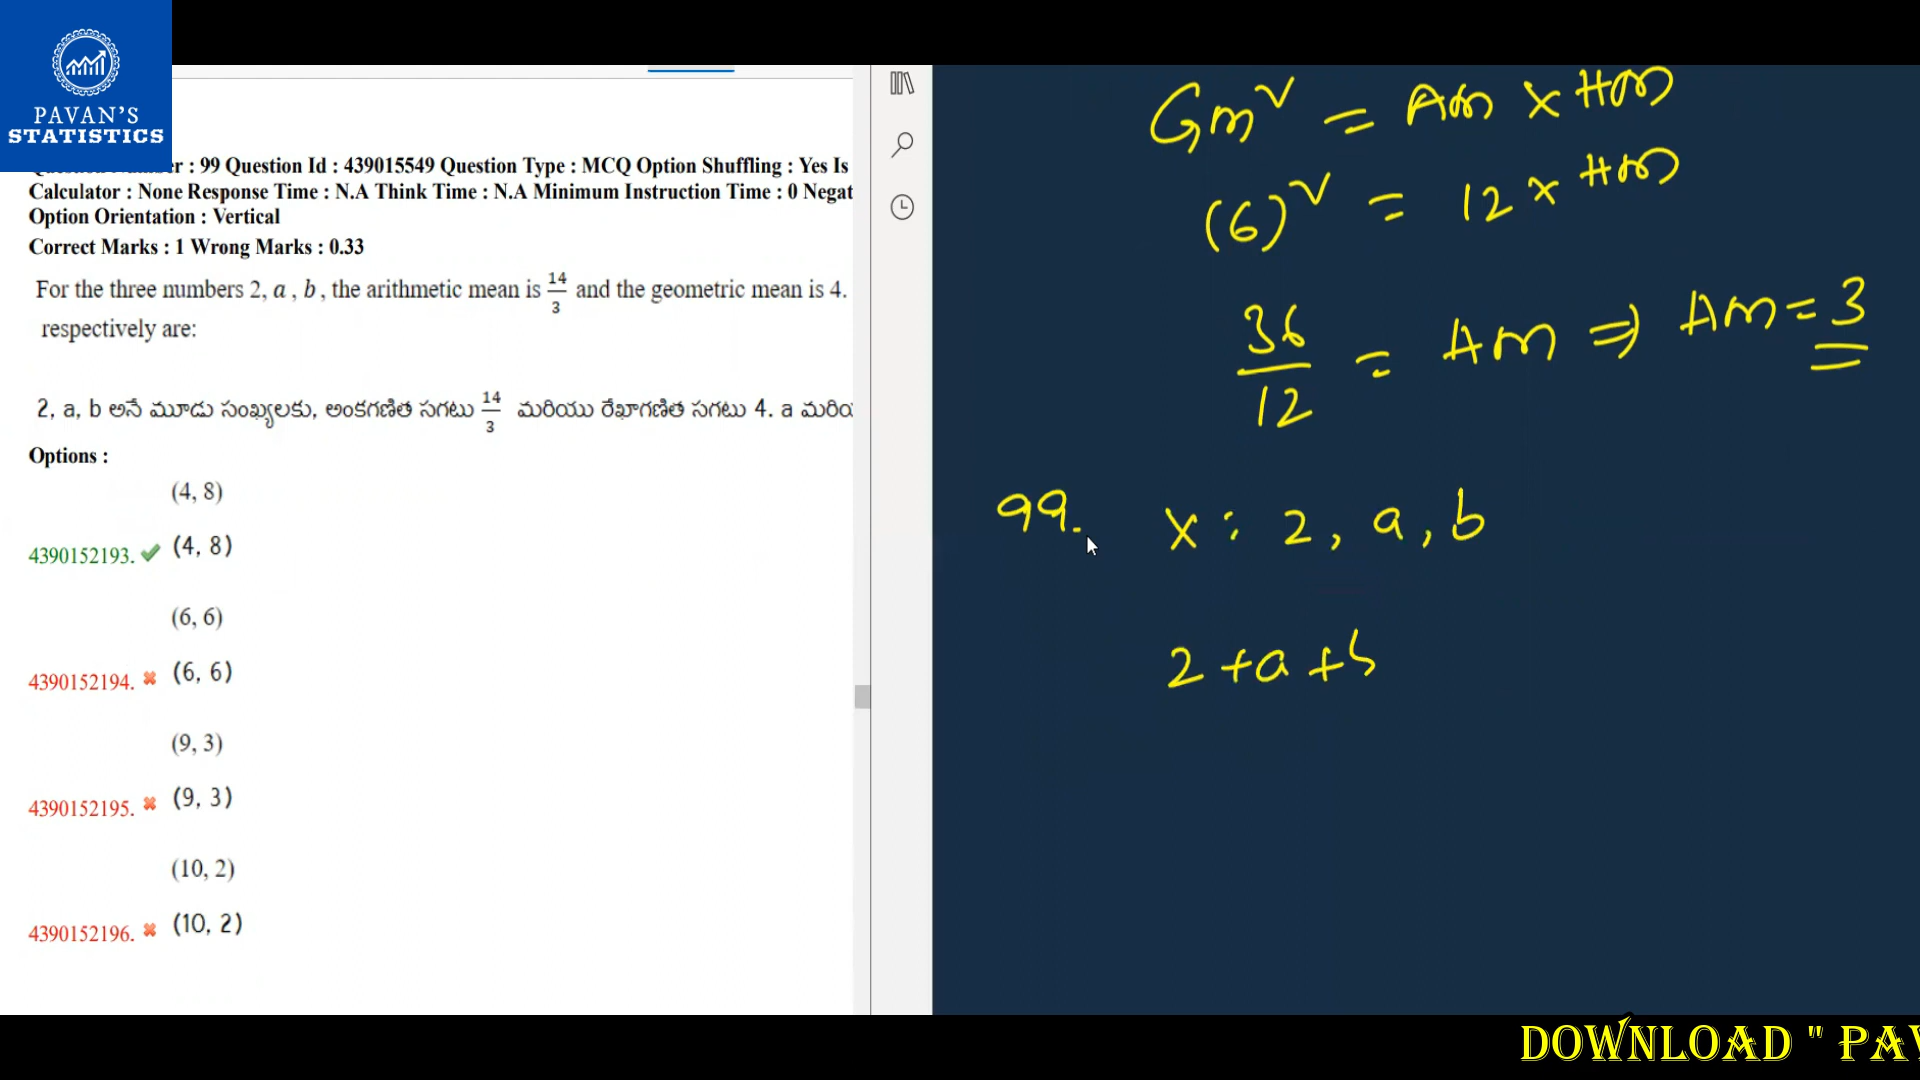 PAVAN'S
STATISTICS
er : 99 Question Id : 439015549 Question Type : MCQ Option Shuffling : Yes Is
Calculator : None Response Time : N.A Think Time : N.A Minimum Instruction Time : 0 Negat
Option Orientation : Vertical
Correct Marks : 1 Wrong Marks : 0.33
For the three numbers 2, a , b , the arithmetic mean is 14/3 and the geometric mean is 4.
respectively are:
2, a, b అనే మూడు సంఖ్యలకు, అంకగణిత సగటు 14/3 మరియు రేఖాగణిత సగటు 4. a మరియ
Options :
(4, 8)
4390152193. ✔ (4, 8)
(6, 6)
4390152194. ✖ (6, 6)
(9, 3)
4390152195. ✖ (9, 3)
(10, 2)
4390152196. ✖ (10, 2)
Gm² = Am x Hm
(6)² = 12 x Hm
36/12 = Am ⇒ Am = 3
99. x : 2, a, b
2 + a + b
DOWNLOAD " PAV